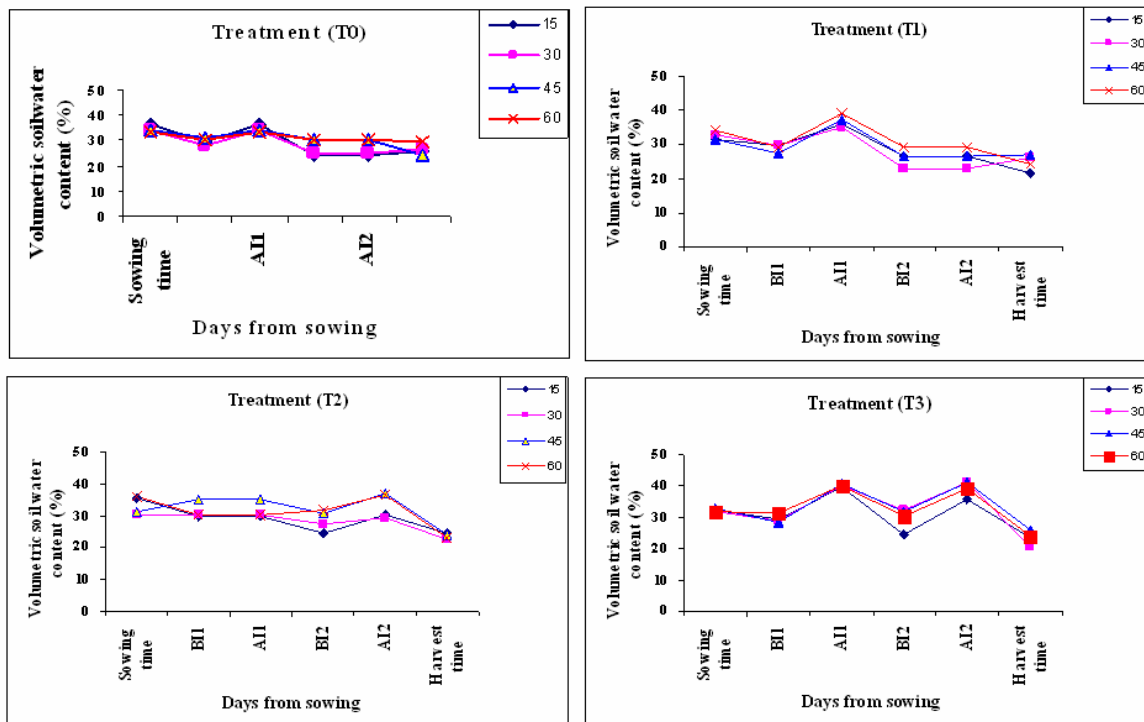 Treatment (T0)
15
30
45
60
50
40
30
20
10
0
Volumetric soilwater
content (%)
Sowing
time
AI1
AI2
Days from sowing
Treatment (T1)
15
30
45
60
50
40
30
20
10
0
Volumetric soilwater
content (%)
Sowing
time
BI1
AI1
BI2
AI2
Harvest
time
Days from sowing
Treatment (T2)
15
30
45
60
50
40
30
20
10
0
Volumetric soilwater
content (%)
Sowing
time
BI1
AI1
BI2
AI2
Harvest
time
Days from sowing
Treatment (T3)
15
30
45
60
50
40
30
20
10
0
Volumetric soilwater
content (%)
Sowing
time
BI1
AI1
BI2
AI2
Harvest
time
Days from sowing